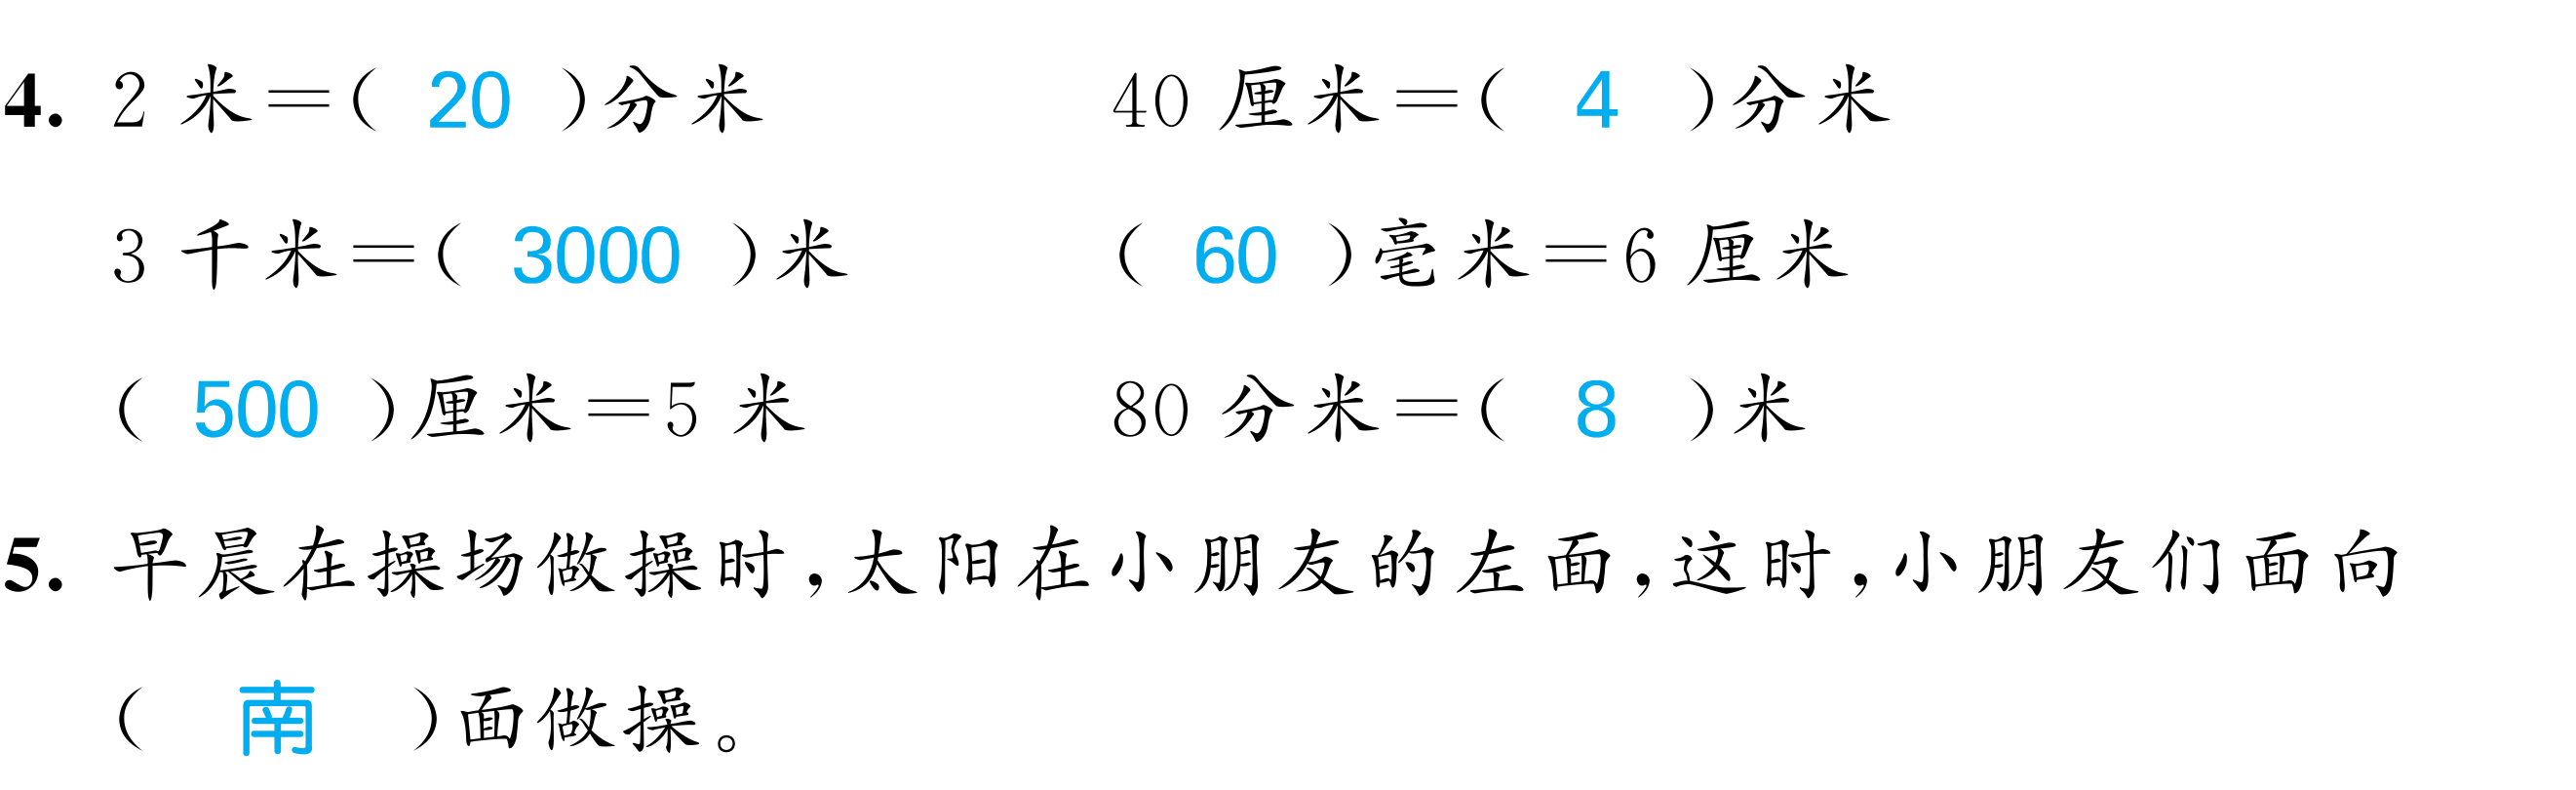 4. 2 米=( 20 )分米 40 厘米=( 4 )分米
3 千米=( 3000 )米 ( 60 )毫米=6 厘米
( 500 )厘米=5 米 80 分米=( 8 )米
5. 早晨在操场做操时,太阳在小朋友的左面,这时,小朋友们面向
( 南 )面做操。